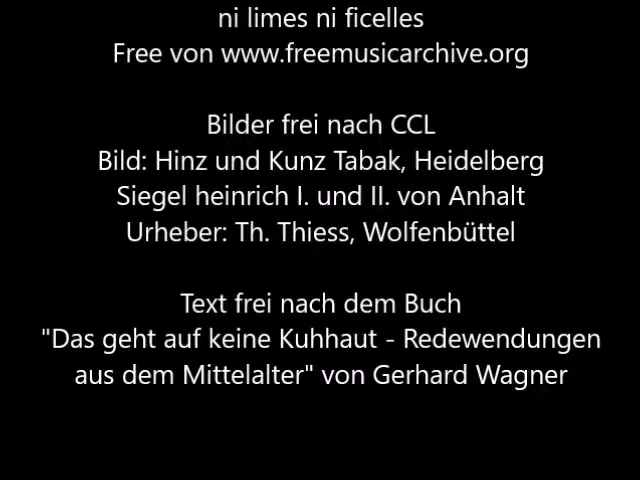 ni limes ni ficelles
Free von www.freemusicarchive.org
Bilder frei nach CCL
Bild: Hinz und Kunz Tabak, Heidelberg
Siegel heinrich I. und II. von Anhalt
Urheber: Th. Thiess, Wolfenbüttel
Text frei nach dem Buch
"Das geht auf keine Kuhhaut - Redewendungen
aus dem Mittelalter" von Gerhard Wagner